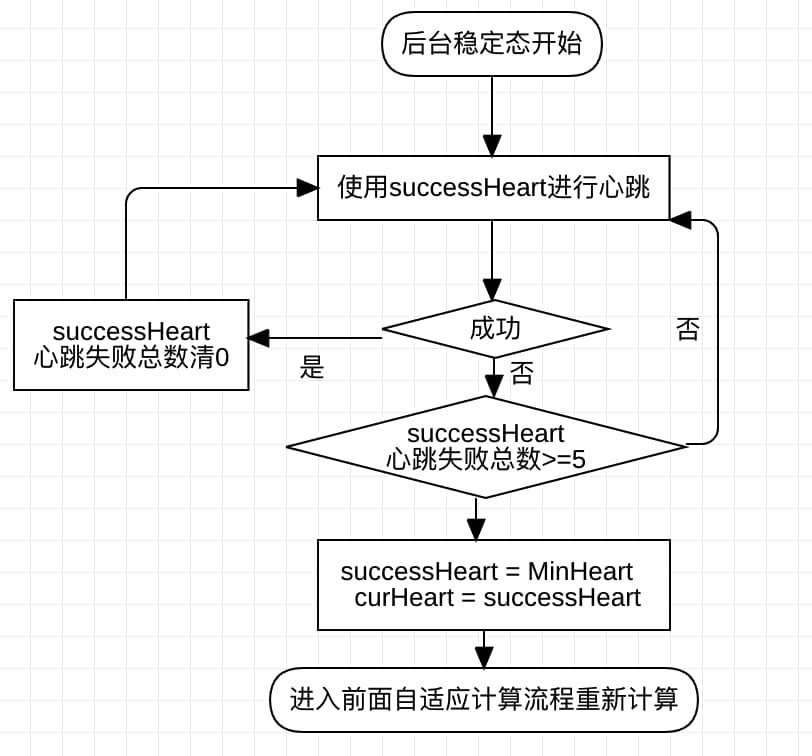 后台稳定态开始
使用successHeart进行心跳
成功
否
successHeart
心跳失败总数清0
是
否
successHeart
心跳失败总数>=5
successHeart = MinHeart
curHeart = successHeart
进入前面自适应计算流程重新计算